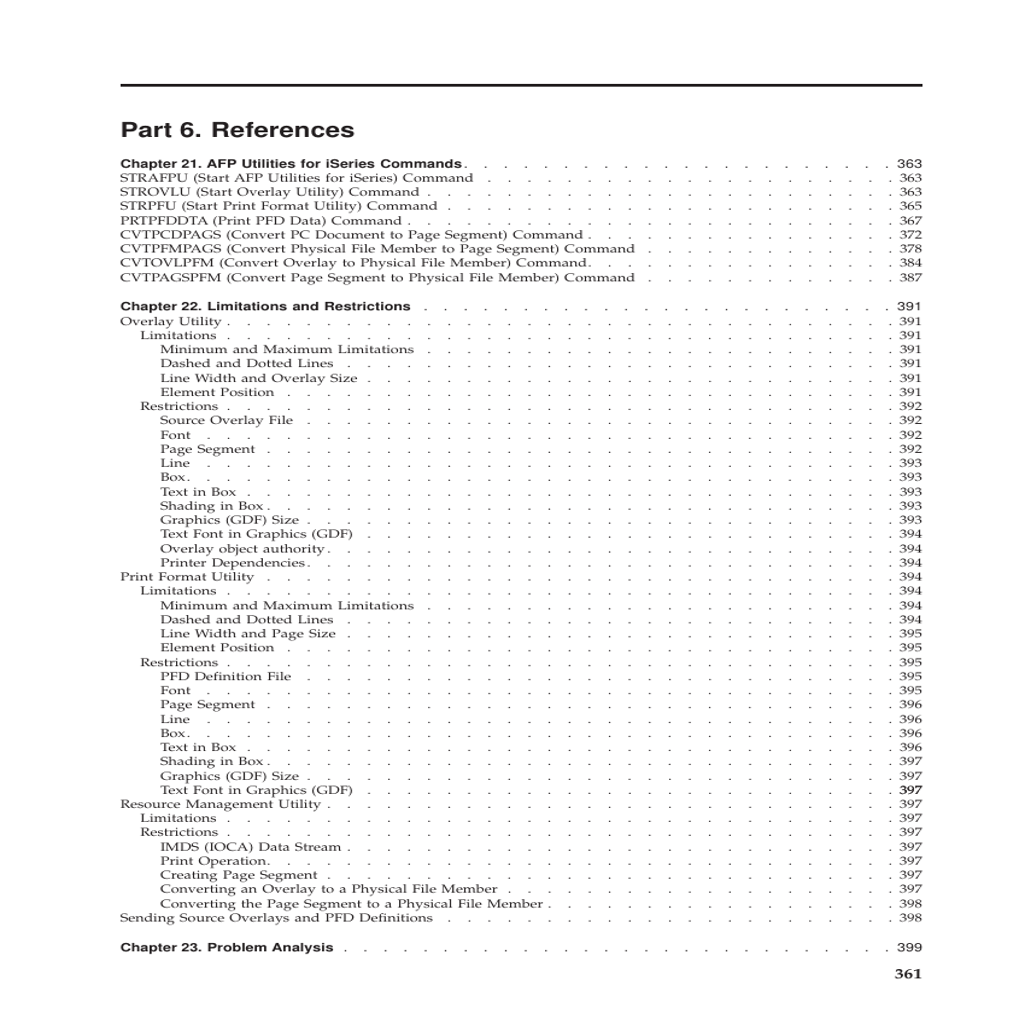 Part 6. References
Chapter 21. AFP Utilities for iSeries Commands . . . . . . . . . . . . . . . . . . . . . . 363
STRAFPU (Start AFP Utilities for iSeries) Command . . . . . . . . . . . . . . . . . . . . . 363
STROVLU (Start Overlay Utility) Command . . . . . . . . . . . . . . . . . . . . . . . . 363
STRPFU (Start Print Format Utility) Command . . . . . . . . . . . . . . . . . . . . . . . 365
PRTPFDDTA (Print PFD Data) Command . . . . . . . . . . . . . . . . . . . . . . . . . 367
CVTPCDPAGS (Convert PC Document to Page Segment) Command . . . . . . . . . . . . . . . . 372
CVTPFMPAGS (Convert Physical File Member to Page Segment) Command . . . . . . . . . . . . . 378
CVTOVLPFM (Convert Overlay to Physical File Member) Command . . . . . . . . . . . . . . . . 384
CVTPAGSPFM (Convert Page Segment to Physical File Member) Command . . . . . . . . . . . . . 387
Chapter 22. Limitations and Restrictions . . . . . . . . . . . . . . . . . . . . . . . . 391
Overlay Utility . . . . . . . . . . . . . . . . . . . . . . . . . . . . . . . . . . 391
Limitations . . . . . . . . . . . . . . . . . . . . . . . . . . . . . . . . . . 391
Minimum and Maximum Limitations . . . . . . . . . . . . . . . . . . . . . . . . 391
Dashed and Dotted Lines . . . . . . . . . . . . . . . . . . . . . . . . . . . . 391
Line Width and Overlay Size . . . . . . . . . . . . . . . . . . . . . . . . . . . 391
Element Position . . . . . . . . . . . . . . . . . . . . . . . . . . . . . . . 391
Restrictions . . . . . . . . . . . . . . . . . . . . . . . . . . . . . . . . . . 392
Source Overlay File . . . . . . . . . . . . . . . . . . . . . . . . . . . . . . 392
Font . . . . . . . . . . . . . . . . . . . . . . . . . . . . . . . . . . . 392
Page Segment . . . . . . . . . . . . . . . . . . . . . . . . . . . . . . . . 392
Line . . . . . . . . . . . . . . . . . . . . . . . . . . . . . . . . . . . 393
Box . . . . . . . . . . . . . . . . . . . . . . . . . . . . . . . . . . . . 393
Text in Box . . . . . . . . . . . . . . . . . . . . . . . . . . . . . . . . . 393
Shading in Box . . . . . . . . . . . . . . . . . . . . . . . . . . . . . . . . 393
Graphics (GDF) Size . . . . . . . . . . . . . . . . . . . . . . . . . . . . . . 393
Text Font in Graphics (GDF) . . . . . . . . . . . . . . . . . . . . . . . . . . . 394
Overlay object authority . . . . . . . . . . . . . . . . . . . . . . . . . . . . . 394
Printer Dependencies . . . . . . . . . . . . . . . . . . . . . . . . . . . . . . 394
Print Format Utility . . . . . . . . . . . . . . . . . . . . . . . . . . . . . . . . 394
Limitations . . . . . . . . . . . . . . . . . . . . . . . . . . . . . . . . . . 394
Minimum and Maximum Limitations . . . . . . . . . . . . . . . . . . . . . . . . 394
Dashed and Dotted Lines . . . . . . . . . . . . . . . . . . . . . . . . . . . . 394
Line Width and Page Size . . . . . . . . . . . . . . . . . . . . . . . . . . . . 395
Element Position . . . . . . . . . . . . . . . . . . . . . . . . . . . . . . . 395
Restrictions . . . . . . . . . . . . . . . . . . . . . . . . . . . . . . . . . . 395
PFD Definition File . . . . . . . . . . . . . . . . . . . . . . . . . . . . . . 395
Font . . . . . . . . . . . . . . . . . . . . . . . . . . . . . . . . . . . 395
Page Segment . . . . . . . . . . . . . . . . . . . . . . . . . . . . . . . . 396
Line . . . . . . . . . . . . . . . . . . . . . . . . . . . . . . . . . . . 396
Box . . . . . . . . . . . . . . . . . . . . . . . . . . . . . . . . . . . . 396
Text in Box . . . . . . . . . . . . . . . . . . . . . . . . . . . . . . . . . 396
Shading in Box . . . . . . . . . . . . . . . . . . . . . . . . . . . . . . . . 397
Graphics (GDF) Size . . . . . . . . . . . . . . . . . . . . . . . . . . . . . . 397
Text Font in Graphics (GDF) . . . . . . . . . . . . . . . . . . . . . . . . . . . 397
Resource Management Utility . . . . . . . . . . . . . . . . . . . . . . . . . . . . . 397
Limitations . . . . . . . . . . . . . . . . . . . . . . . . . . . . . . . . . . 397
Restrictions . . . . . . . . . . . . . . . . . . . . . . . . . . . . . . . . . . 397
IMDS (IOCA) Data Stream . . . . . . . . . . . . . . . . . . . . . . . . . . . . 397
Print Operation . . . . . . . . . . . . . . . . . . . . . . . . . . . . . . . . 397
Creating Page Segment . . . . . . . . . . . . . . . . . . . . . . . . . . . . . 397
Converting an Overlay to a Physical File Member . . . . . . . . . . . . . . . . . . . . 397
Converting the Page Segment to a Physical File Member . . . . . . . . . . . . . . . . . . 398
Sending Source Overlays and PFD Definitions . . . . . . . . . . . . . . . . . . . . . . . 398
Chapter 23. Problem Analysis . . . . . . . . . . . . . . . . . . . . . . . . . . . . 399
361